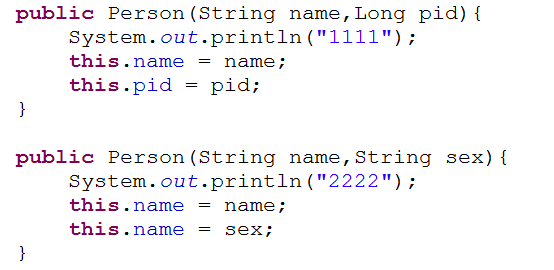 public Person(String name,Long pid){
    System.out.println("1111");
    this.name = name;
    this.pid = pid;
}
public Person(String name,String sex){
    System.out.println("2222");
    this.name = name;
    this.name = sex;
}